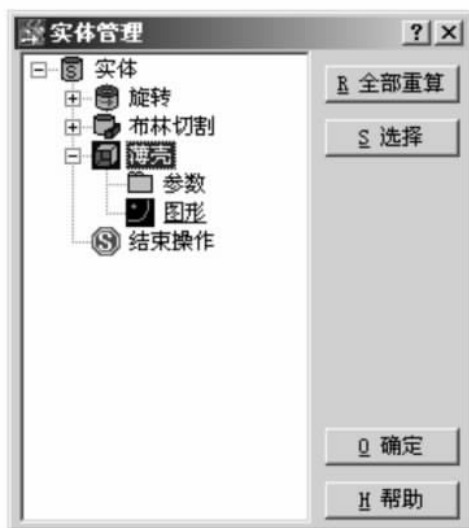 实体管理
实体
旋转
布林切割
薄壳
参数
图形
结束操作
R 全部重算
S 选择
O 确定
H 帮助